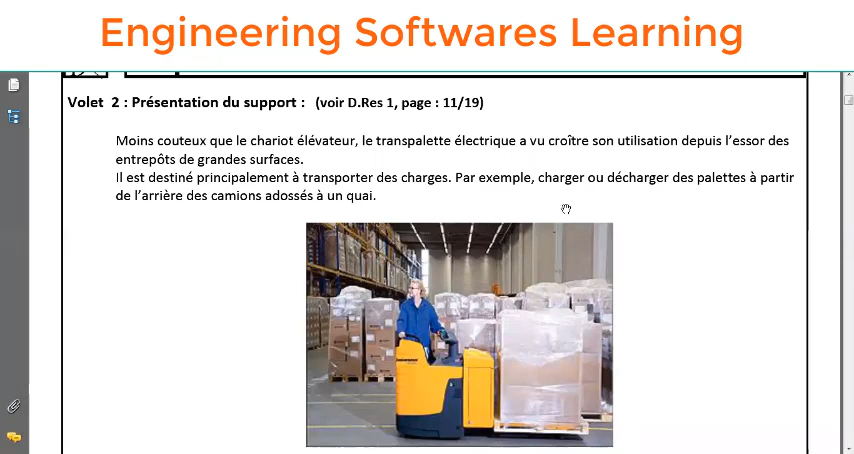 Engineering Softwares Learning
Volet 2 : Présentation du support : (voir D.Res 1, page : 11/19)
Moins couteux que le chariot élévateur, le transpalette électrique a vu croître son utilisation depuis l’essor des
entrepôts de grandes surfaces.
Il est destiné principalement à transporter des charges. Par exemple, charger ou décharger des palettes à partir
de l’arrière des camions adossés à un quai.